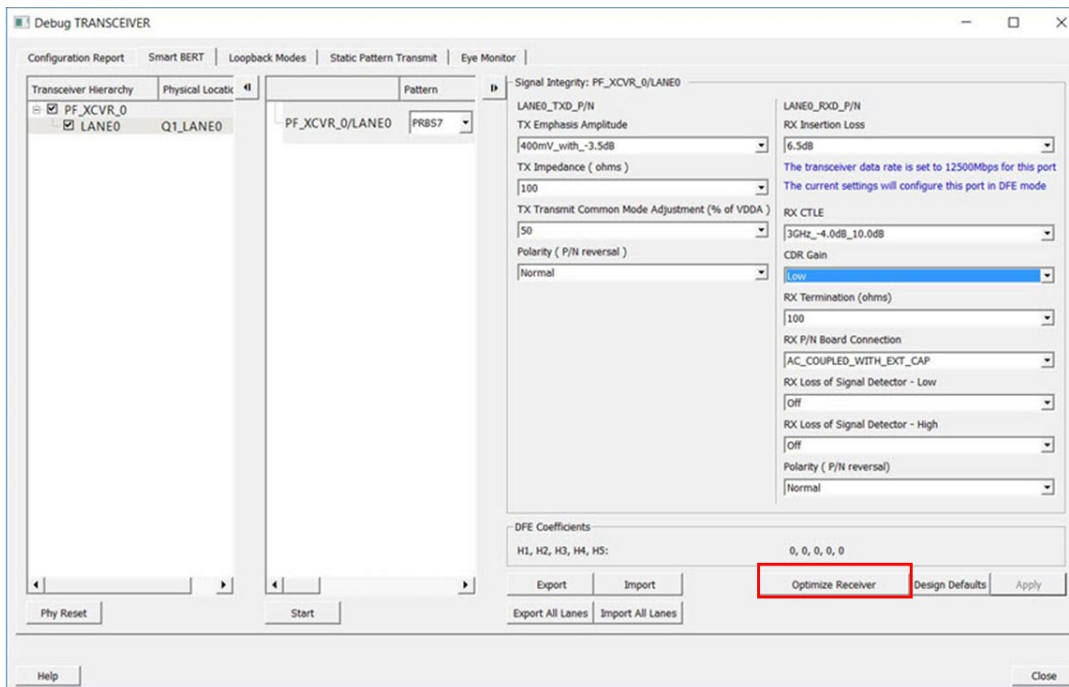 Debug TRANSCEIVER
Configuration Report
Smart BERT
Loopback Modes
Static Pattern Transmit
Eye Monitor
Transceiver Hierarchy
Physical Locatic
PF_XCVR_0
LANE0
Q1_LANE0
Phy Reset
Pattern
PF_XCVR_0/LANE0
PRBS7
Start
Signal Integrity: PF_XCVR_0/LANE0
LANE0_TXD_P/N
TX Emphasis Amplitude
400mV_with_-3.5dB
TX Impedance ( ohms )
100
TX Transmit Common Mode Adjustment (% of VDDA )
50
Polarity ( P/N reversal )
Normal
LANE0_RXD_P/N
RX Insertion Loss
6.5dB
The transceiver data rate is set to 12500Mbps for this port
The current settings will configure this port in DFE mode
RX CTLE
3GHz_-4.0dB_10.0dB
CDR Gain
Low
RX Termination (ohms)
100
RX P/N Board Connection
AC_COUPLED_WITH_EXT_CAP
RX Loss of Signal Detector - Low
Off
RX Loss of Signal Detector - High
Off
Polarity ( P/N reversal)
Normal
DFE Coefficients
H1, H2, H3, H4, H5: 0, 0, 0, 0, 0
Export
Import
Optimize Receiver
Design Defaults
Apply
Export All Lanes
Import All Lanes
Help
Close